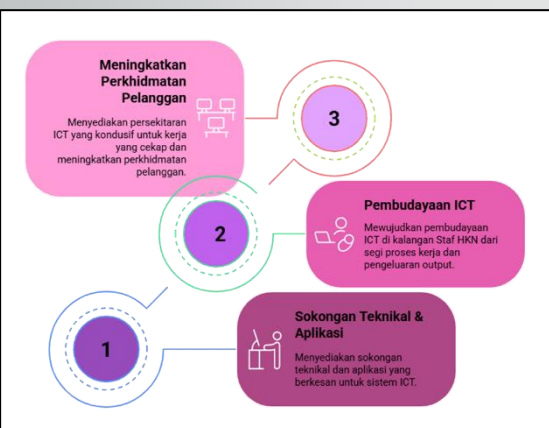 Meningkatkan
Perkhidmatan
Pelanggan
Menyediakan persekitaran
ICT yang kondusif untuk kerja
yang cekap dan
meningkatkan perkhidmatan
pelanggan.
3
2
Pembudayaan ICT
Mewujudkan pembudayaan
ICT di kalangan Staf HKN dari
segi proses kerja dan
pengeluaran output.
1
Sokongan Teknikal &
Aplikasi
Menyediakan sokongan
teknikal dan aplikasi yang
berkesan untuk sistem ICT.